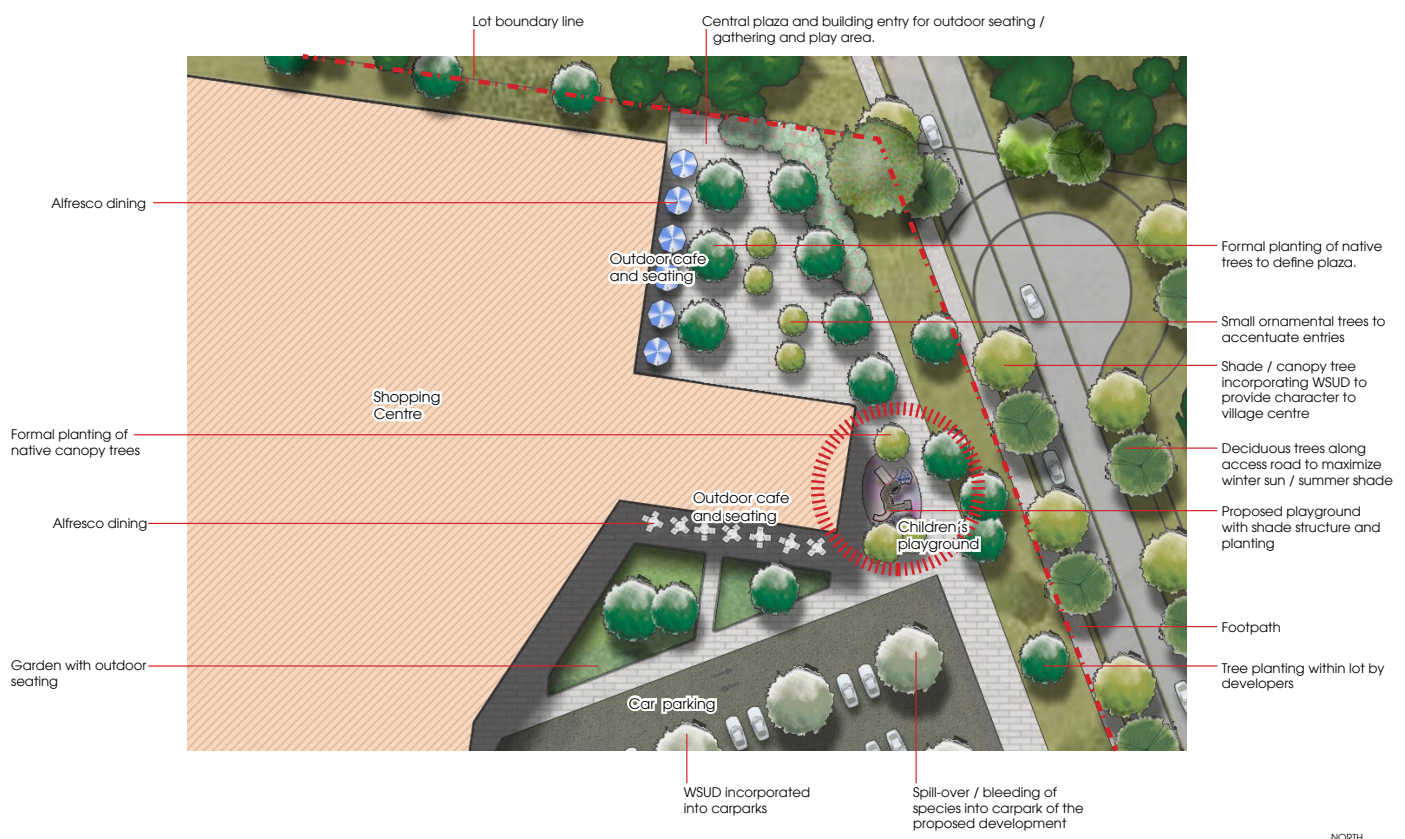 Lot boundary line
Central plaza and building entry for outdoor seating /
gathering and play area.
Alfresco dining
Outdoor cafe
and seating
Formal planting of native
trees to define plaza.
Small ornamental trees to
accentuate entries
Shade / canopy tree
incorporating WSUD to
provide character to
village centre
Shopping
Centre
Formal planting of
native canopy trees
Deciduous trees along
access road to maximize
winter sun / summer shade
Alfresco dining
Outdoor cafe
and seating
Children's
playground
Proposed playground
with shade structure and
planting
Footpath
Garden with outdoor
seating
Tree planting within lot by
developers
Car parking
WSUD incorporated
into carparks
Spill-over / bleeding of
species into carpark of the
proposed development
NORTH